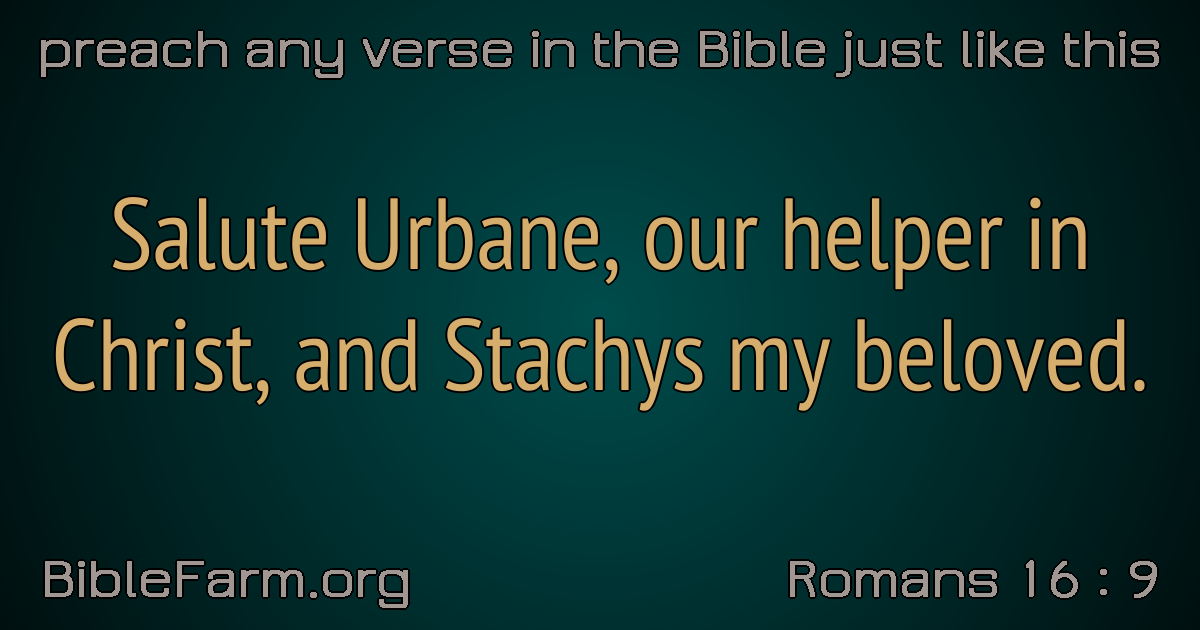 preach any verse in the Bible just like this
Salute Urbane, our helper in
Christ, and Stachys my beloved.
BibleFarm.org
Romans 16 : 9